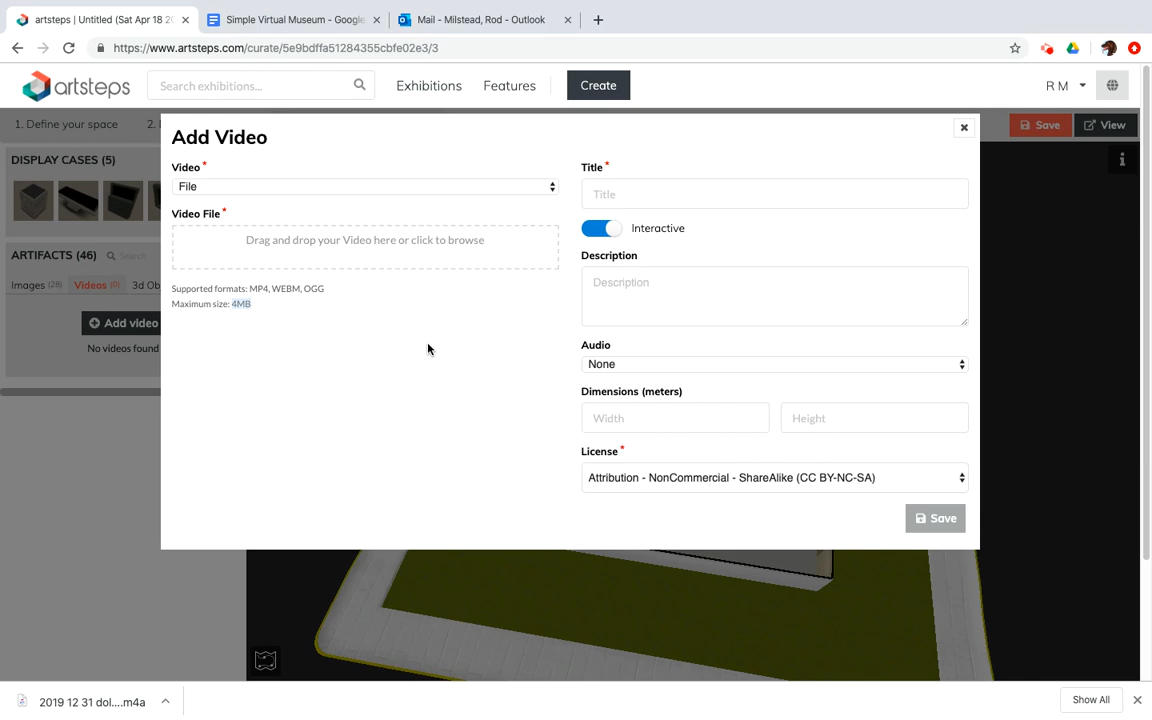 artsteps | Untitled (Sat Apr 18 20
Simple Virtual Museum - Google
Mail - Milstead, Rod - Outlook
https://www.artsteps.com/curate/5e9bdffa51284355cbfe02e3/3
artsteps
Search exhibitions...
Exhibitions
Features
Create
R M
1. Define your space
2.
Save
View
Add Video
DISPLAY CASES (5)
Video *
File
Video File *
Drag and drop your Video here or click to browse
Supported formats: MP4, WEBM, OGG
Maximum size: 4MB
Title *
Title
Interactive
Description
Description
Audio
None
Dimensions (meters)
Width
Height
License *
Attribution - NonCommercial - ShareAlike (CC BY-NC-SA)
Save
ARTIFACTS (46)
Search
Images (28)
Videos (0)
3d Ob
Add video
No videos found
2019 12 31 dol....m4a
Show All